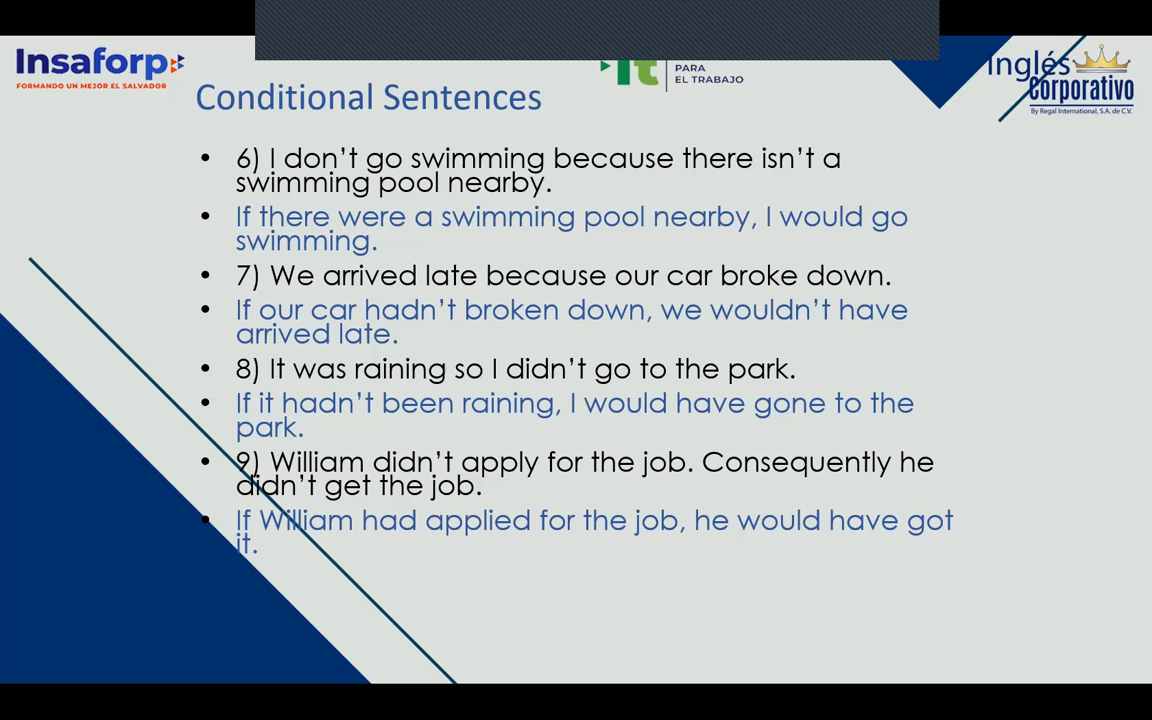 Insaforp
FORMANDO UN MEJOR EL SALVADOR
PARA
EL TRABAJO
Inglés
Corporativo
By Regal International, S.A. de C.V.
Conditional Sentences
• 6) I don’t go swimming because there isn’t a
swimming pool nearby.
• If there were a swimming pool nearby, I would go
swimming.
• 7) We arrived late because our car broke down.
• If our car hadn’t broken down, we wouldn’t have
arrived late.
• 8) It was raining so I didn’t go to the park.
• If it hadn’t been raining, I would have gone to the
park.
• 9) William didn’t apply for the job. Consequently he
didn’t get the job.
• If William had applied for the job, he would have got
it.